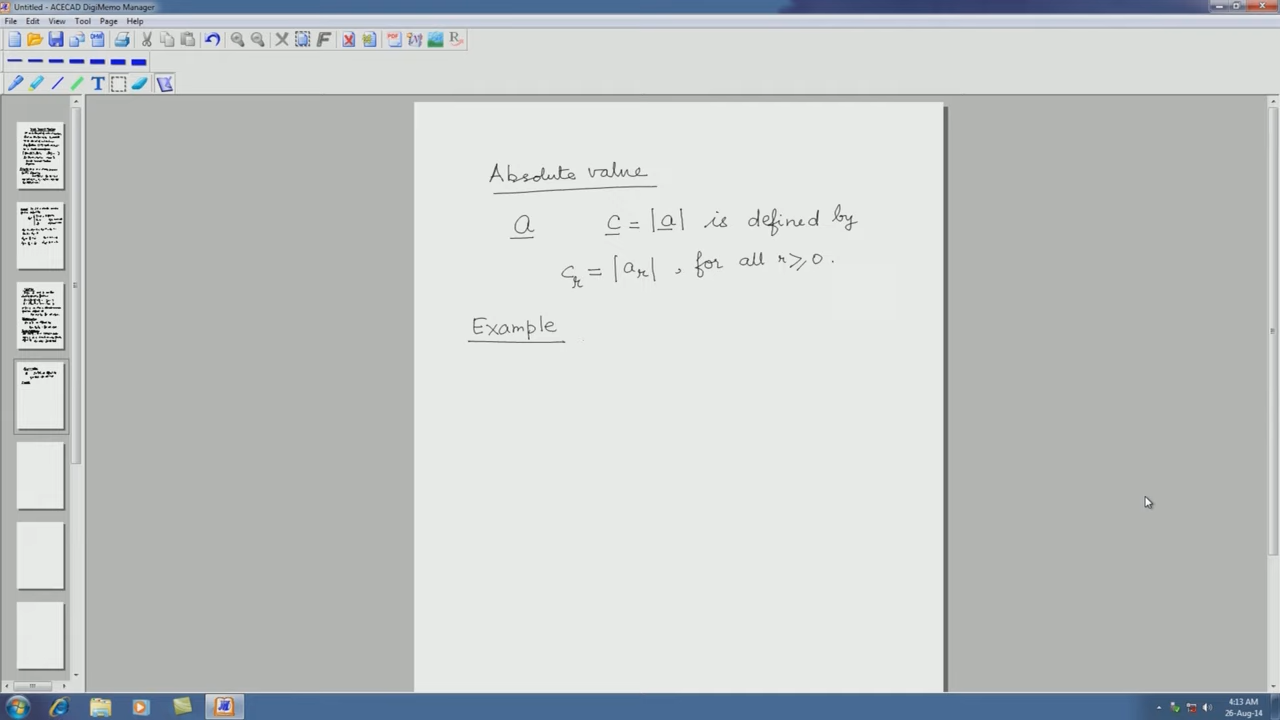 Untitled - ACECAD DigiMemo Manager
File Edit View Tool Page Help
Absolute value
a c = |a| is defined by
c_r = |a_r|, for all r ≥ 0.
Example
4:13 AM
26-Aug-14